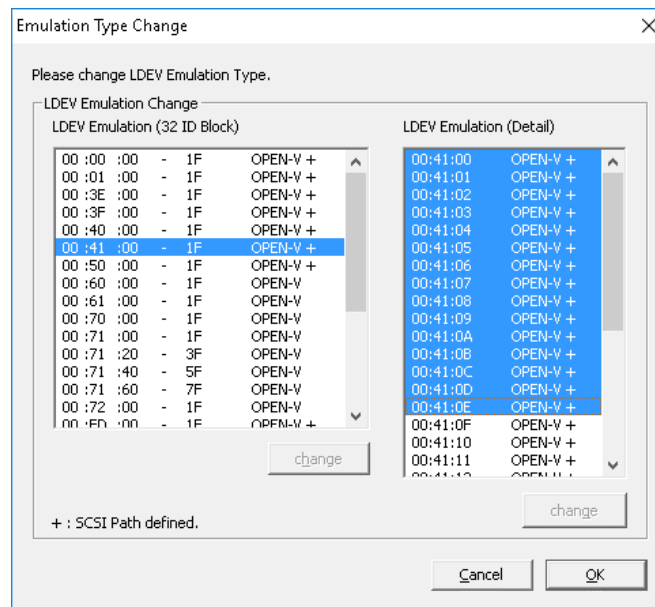 Emulation Type Change
Please change LDEV Emulation Type.
LDEV Emulation Change
LDEV Emulation (32 ID Block)
00 :00 :00 - 1F OPEN-V +
00 :01 :00 - 1F OPEN-V +
00 :3E :00 - 1F OPEN-V +
00 :3F :00 - 1F OPEN-V +
00 :40 :00 - 1F OPEN-V +
00 :41 :00 - 1F OPEN-V +
00 :50 :00 - 1F OPEN-V +
00 :60 :00 - 1F OPEN-V
00 :61 :00 - 1F OPEN-V
00 :70 :00 - 1F OPEN-V
00 :71 :00 - 1F OPEN-V
00 :71 :20 - 3F OPEN-V
00 :71 :40 - 5F OPEN-V
00 :71 :60 - 7F OPEN-V
00 :72 :00 - 1F OPEN-V
00 :FD :00 - 1F OPEN-V +
change
+ : SCSI Path defined.
LDEV Emulation (Detail)
00:41:00 OPEN-V +
00:41:01 OPEN-V +
00:41:02 OPEN-V +
00:41:03 OPEN-V +
00:41:04 OPEN-V +
00:41:05 OPEN-V +
00:41:06 OPEN-V +
00:41:07 OPEN-V +
00:41:08 OPEN-V +
00:41:09 OPEN-V +
00:41:0A OPEN-V +
00:41:0B OPEN-V +
00:41:0C OPEN-V +
00:41:0D OPEN-V +
00:41:0E OPEN-V +
00:41:0F OPEN-V +
00:41:10 OPEN-V +
00:41:11 OPEN-V +
00:41:12 OPEN-V +
change
Cancel
OK